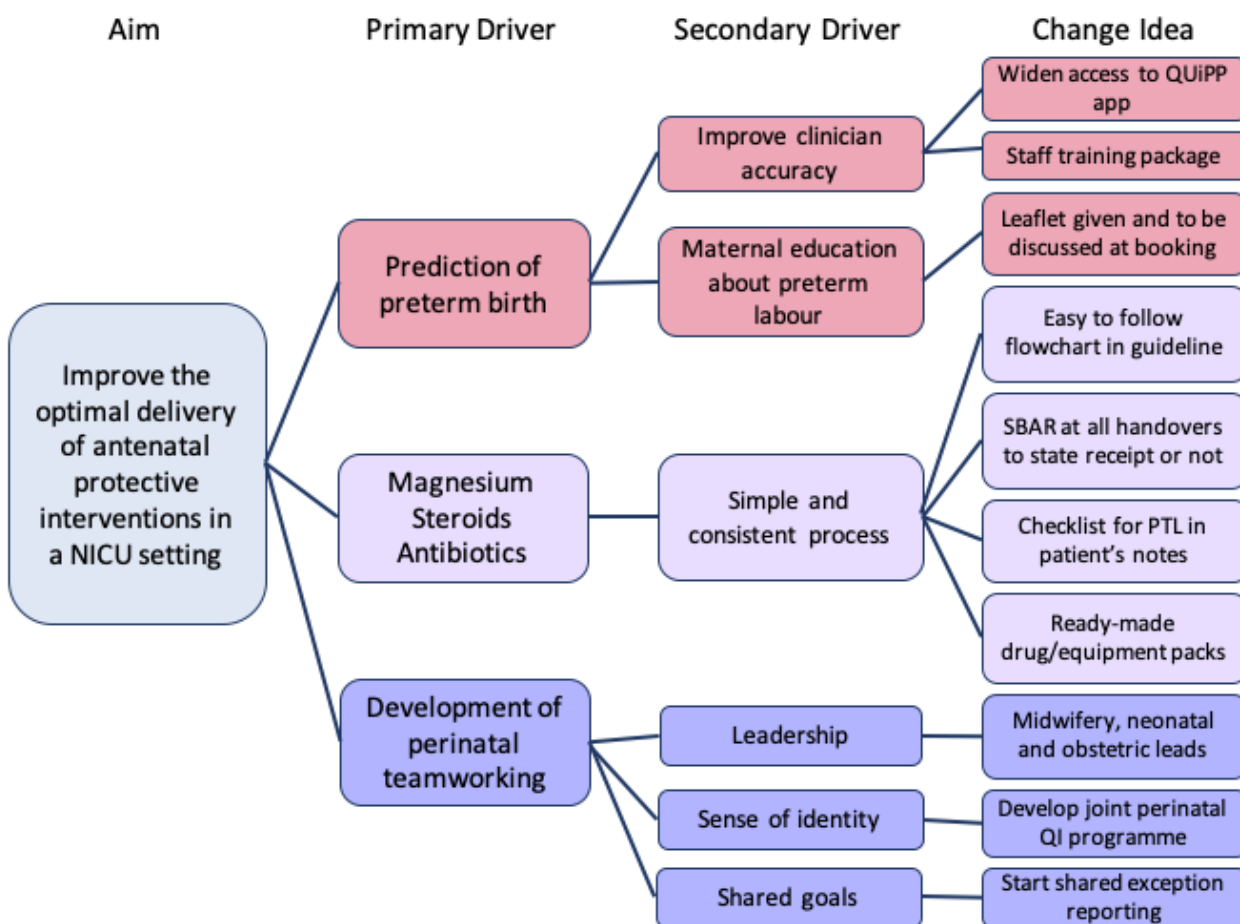 Aim
Primary Driver
Secondary Driver
Change Idea
Improve the
optimal delivery
of antenatal
protective
interventions in
a NICU setting
Prediction of
preterm birth
Magnesium
Steroids
Antibiotics
Development of
perinatal
teamworking
Improve clinician
accuracy
Maternal education
about preterm
labour
Simple and
consistent process
Leadership
Sense of identity
Shared goals
Widen access to QUiPP
app
Staff training package
Leaflet given and to be
discussed at booking
Easy to follow
flowchart in guideline
SBAR at all handovers
to state receipt or not
Checklist for PTL in
patient's notes
Ready-made
drug/equipment packs
Midwifery, neonatal
and obstetric leads
Develop joint perinatal
QI programme
Start shared exception
reporting